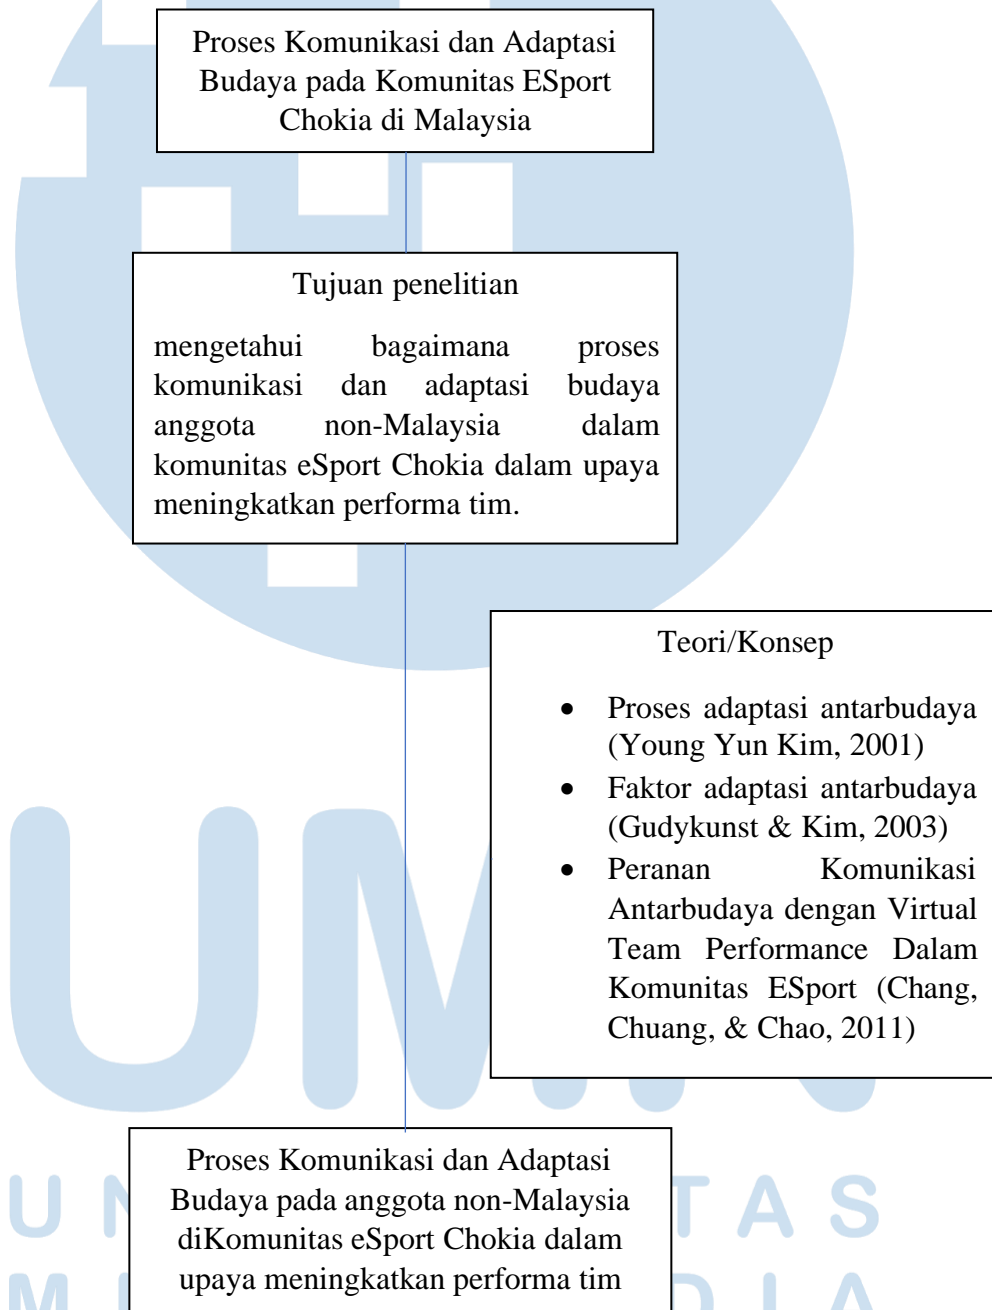 Proses Komunikasi dan Adaptasi
Budaya pada Komunitas ESport
Chokia di Malaysia
Tujuan penelitian
mengetahui bagaimana proses
komunikasi dan adaptasi budaya
anggota non-Malaysia dalam
komunitas eSport Chokia dalam upaya
meningkatkan performa tim.
Teori/Konsep
• Proses adaptasi antarbudaya
(Young Yun Kim, 2001)
• Faktor adaptasi antarbudaya
(Gudykunst & Kim, 2003)
• Peranan Komunikasi
Antarbudaya dengan Virtual
Team Performance Dalam
Komunitas ESport (Chang,
Chuang, & Chao, 2011)
Proses Komunikasi dan Adaptasi
Budaya pada anggota non-Malaysia
diKomunitas eSport Chokia dalam
upaya meningkatkan performa tim